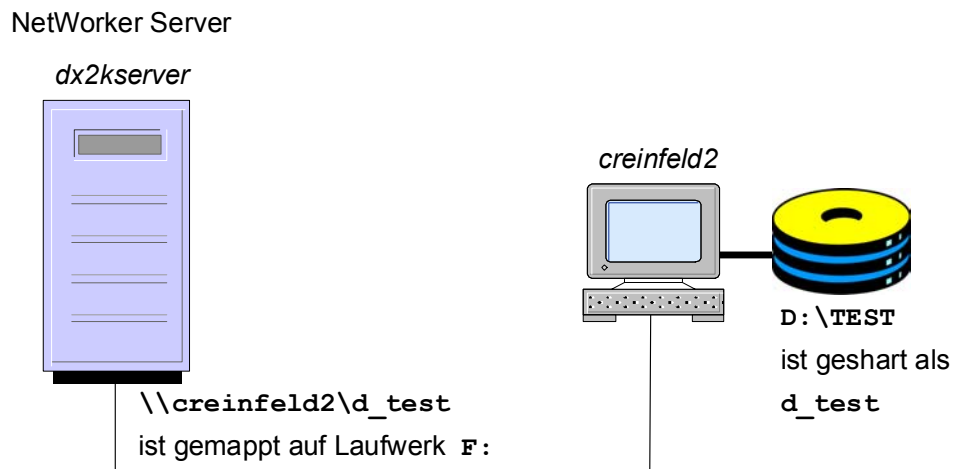 NetWorker Server
dx2kserver
creinfeld2
D:\TEST
ist geshart als
d_test
\\creinfeld2\d_test
ist gemappt auf Laufwerk F: